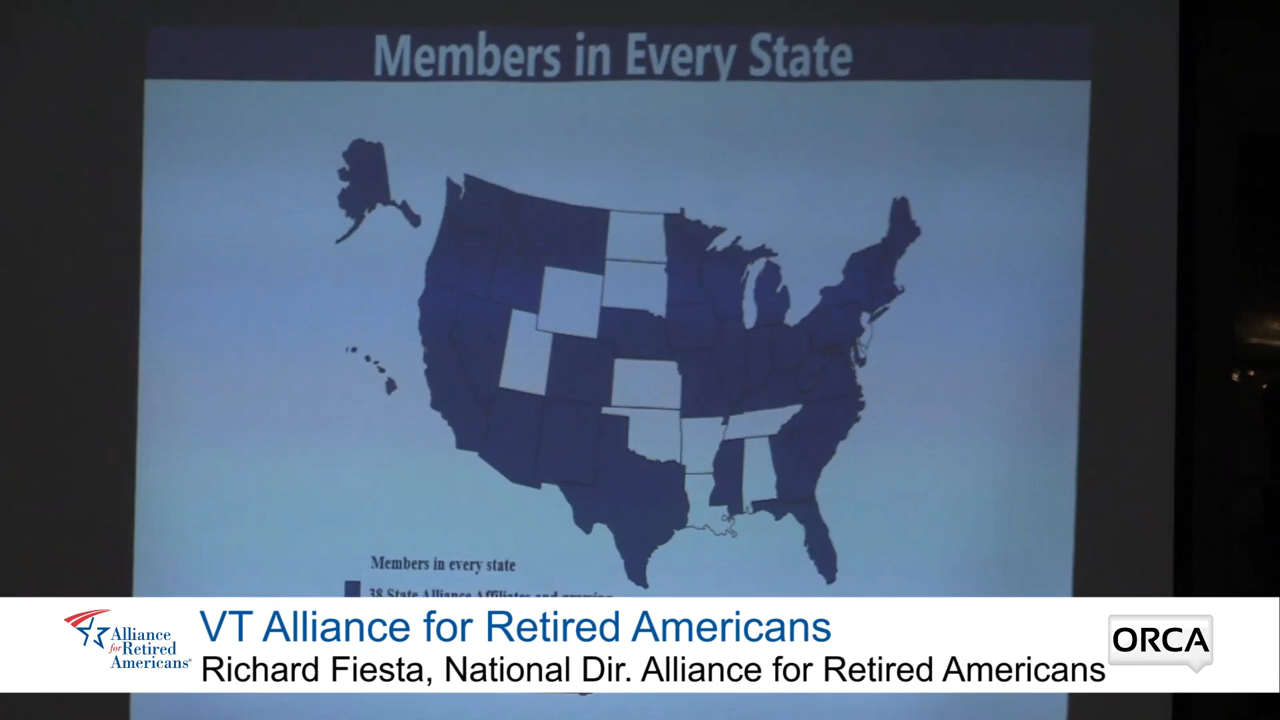 Members in Every State
Members in every state
38 State Alliance Affiliates and growing
VT Alliance for Retired Americans
Richard Fiesta, National Dir. Alliance for Retired Americans
Alliance
for Retired
Americans®
ORCA